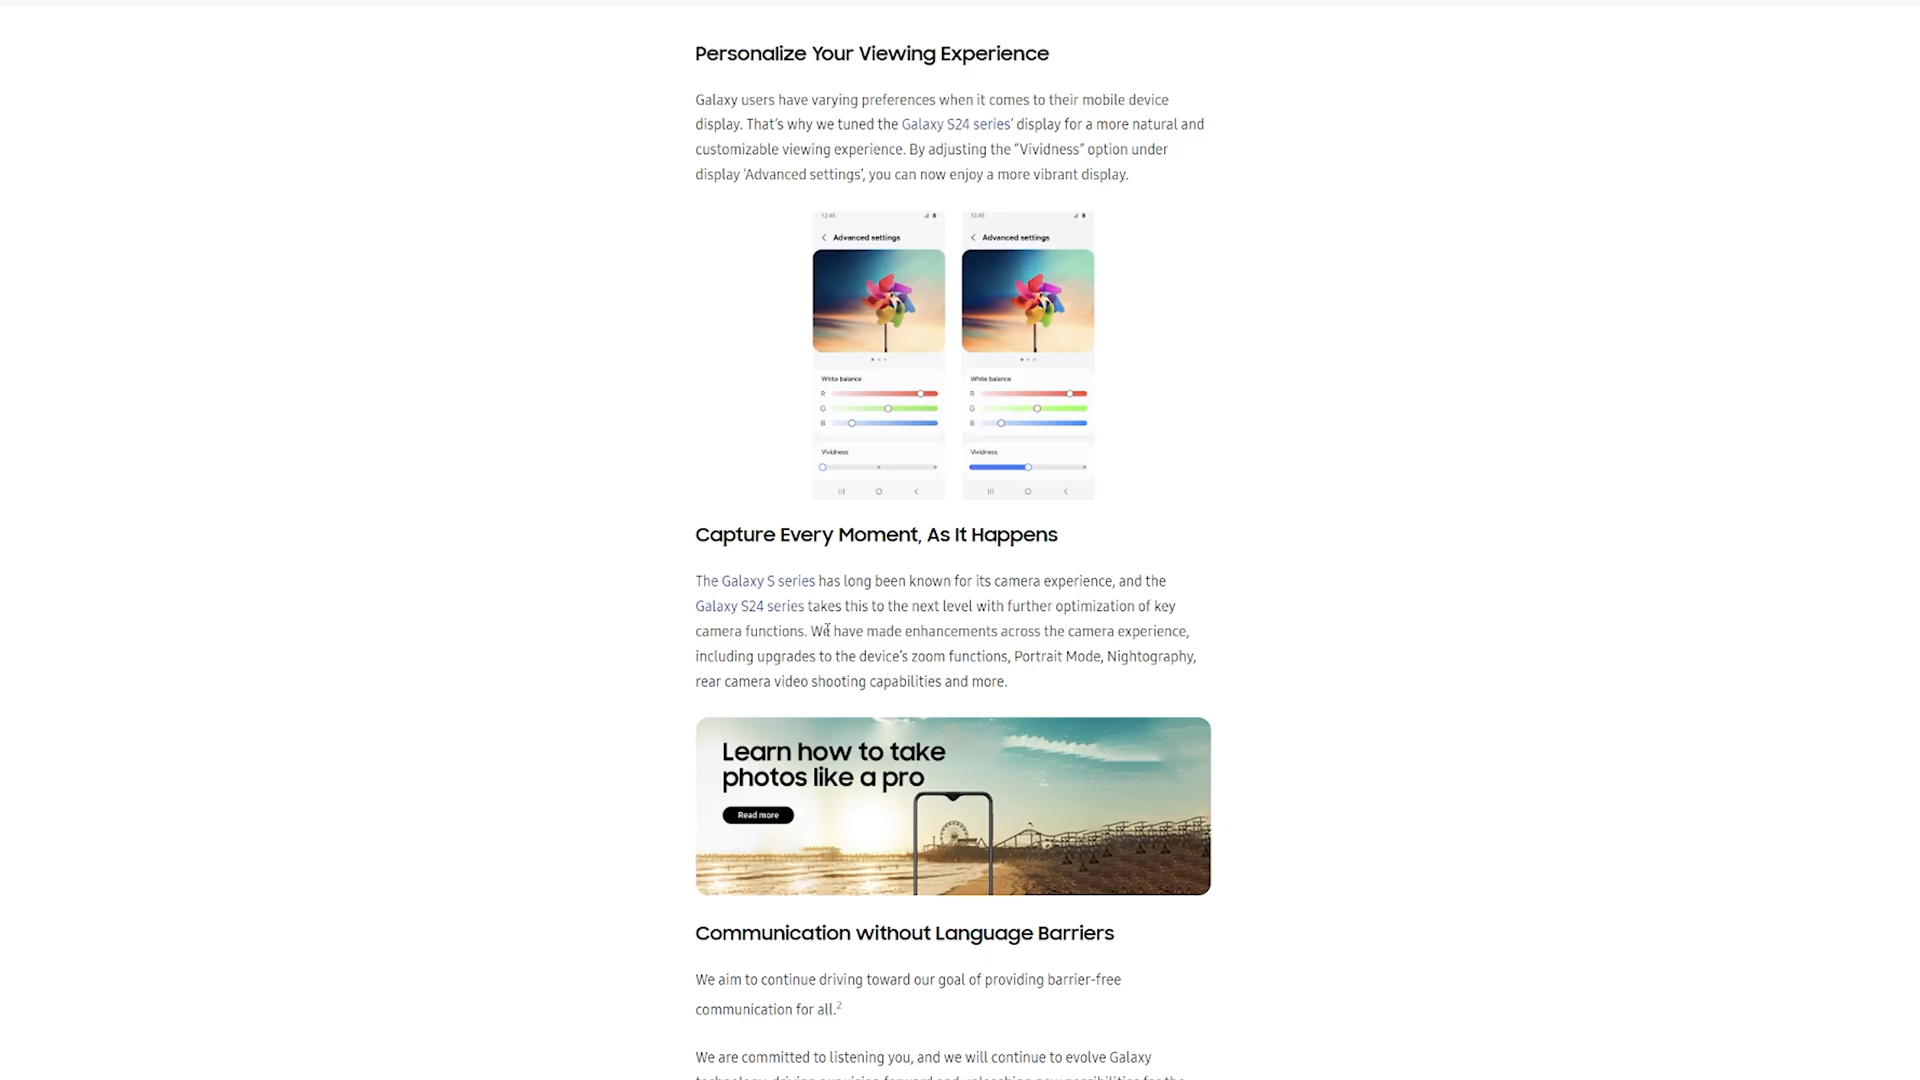 Personalize Your Viewing Experience
Galaxy users have varying preferences when it comes to their mobile device
display. That's why we tuned the Galaxy S24 series' display for a more natural and
customizable viewing experience. By adjusting the “Vividness” option under
display ‘Advanced settings’, you can now enjoy a more vibrant display.
12:45
Advanced settings
White balance
R
G
B
Vividness
12:45
Advanced settings
White balance
R
G
B
Vividness
Capture Every Moment, As It Happens
The Galaxy S series has long been known for its camera experience, and the
Galaxy S24 series takes this to the next level with further optimization of key
camera functions. We have made enhancements across the camera experience,
including upgrades to the device's zoom functions, Portrait Mode, Nightography,
rear camera video shooting capabilities and more.
Learn how to take
photos like a pro
Read more
Communication without Language Barriers
We aim to continue driving toward our goal of providing barrier-free
communication for all.2
We are committed to listening you, and we will continue to evolve Galaxy